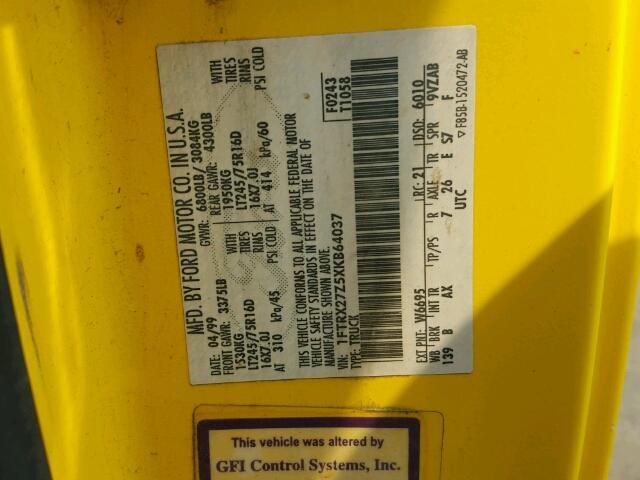 MFD. BY FORD MOTOR CO. IN U.S.A.
DATE: 04/99 GVWR: 6800LB/ 3084KG
FRONT GAWR: 3375LB REAR GAWR: 4300LB
1530KG WITH 1950KG WITH
LT245/75R16D TIRES LT245/75R16D TIRES
16X7.0J RIMS 16X7.0J RIMS
AT 310 kPa/45 PSI COLD AT 414 kPa/60 PSI COLD
THIS VEHICLE CONFORMS TO ALL APPLICABLE FEDERAL MOTOR
VEHICLE SAFETY STANDARDS IN EFFECT ON THE DATE OF
MANUFACTURE SHOWN ABOVE.
VIN: 1FTRX27Z5XKB64037
TYPE: TRUCK
F0243
T1058
EXT PNT: W6695 RC: 21 DSO: 6010
WB BRK INT TR TP/PS R AXLE TR SPR 9VZAB
139 B AX 7 26 E S7 F
UTC
▽ F85B-1520472-AB
This vehicle was altered by
GFI Control Systems, Inc.